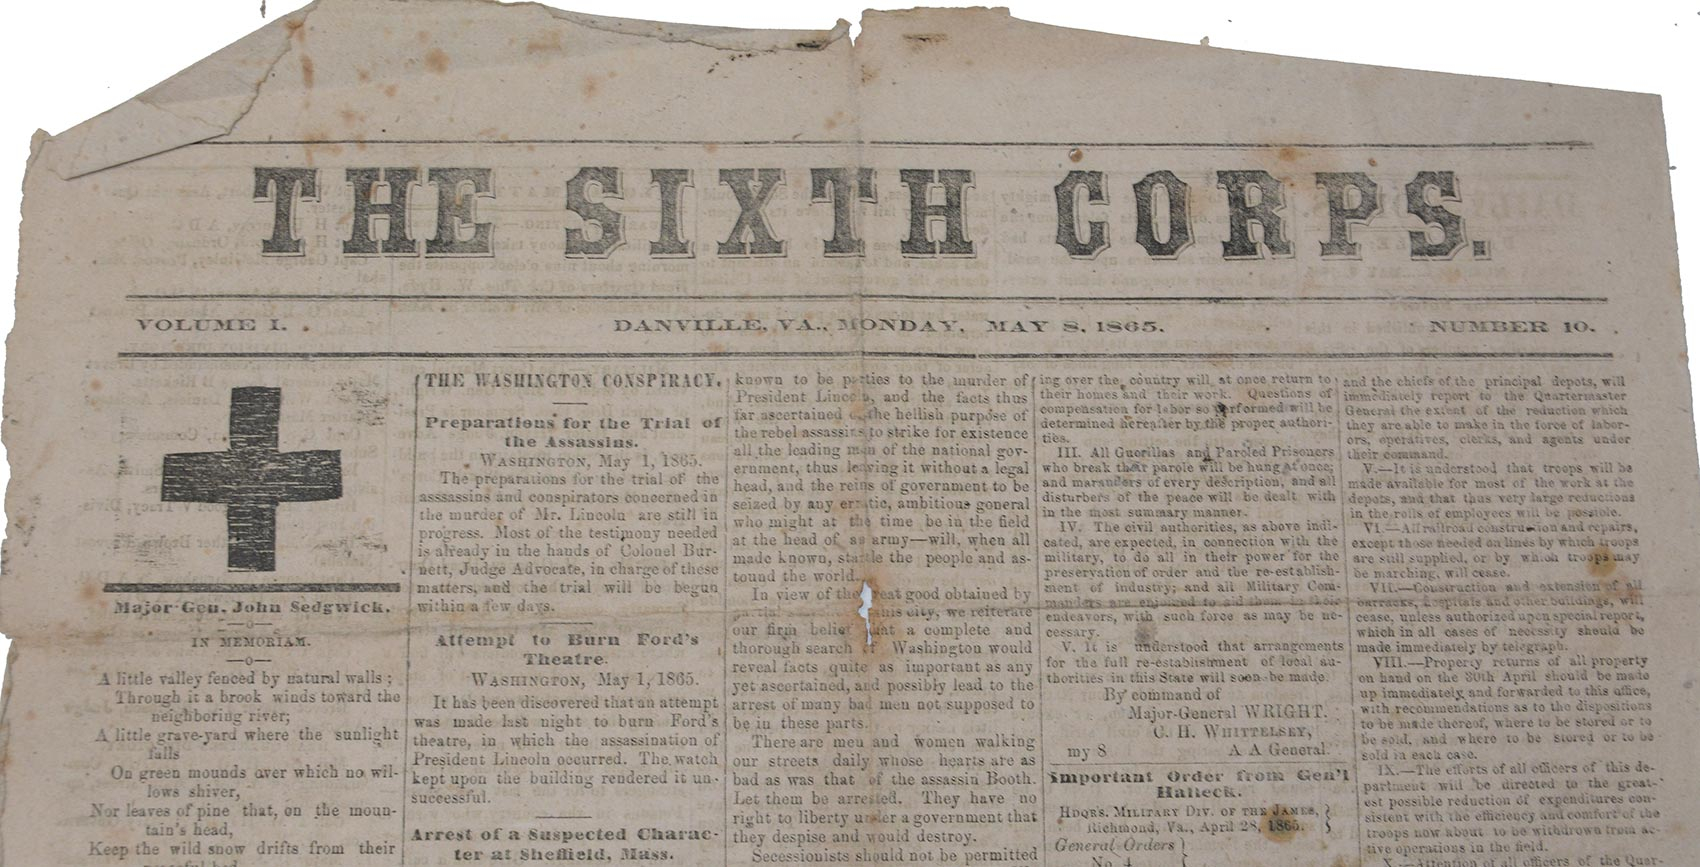 THE SIXTH CORPS.
VOLUME I.
DANVILLE, VA., MONDAY, MAY 8, 1865.
NUMBER 10.
Major-Gen. John Sedgwick.
—o—
IN MEMORIAM.
—o—
A little valley fenced by natural walls ;
Through it a brook winds toward the
neighboring river;
A little grave-yard where the sunlight
falls
On green mounds over which no wil-
lows shiver,
Nor leaves of pine that, on the moun-
tain's head,
Keep the wild snow drifts from their
peaceful bed
THE WASHINGTON CONSPIRACY.
Preparations for the Trial of
the Assassins.
WASHINGTON, May 1, 1865.
The preparations for the trial of the
asssassins and conspirators concerned in
the murder of Mr. Lincoln are still in
progress. Most of the testimony needed
is already in the hands of Colonel Bur-
nett, Judge Advocate, in charge of these
matters, and the trial will be begun
within a few days.
Attempt to Burn Ford's
Theatre.
WASHINGTON, May 1, 1865.
It has been discovered that an attempt
was made last night to burn Ford's
theatre, in which the assassination of
President Lincoln occurred. The watch
kept upon the building rendered it un-
successful.
Arrest of a Suspected Charac-
ter at Sheffield, Mass.
known to be parties to the murder of
President Lincoln, and the facts thus
far ascertained the hellish purpose of
the rebel assassins to strike for existence
all the leading men of the national gov-
ernment, thus leaving it without a legal
head, and the reins of government to be
seized by any erratic, ambitious goneral
who might at the time be in the field
at the head of as army—will, when all
made known, startle the people and as-
tound the world.
In view of the great good obtained by
partial this city, we reiterate
our firm belief that a complete and
thorough search of Washington would
reveal facts quite as important as any
yet ascertained, and possibly lead to the
arrest of many bad men not supposed to
be in these parts.
There are men and women walking
our streets daily whose hearts are as
bad as was that of the assassin Booth.
Let them be arrested. They have no
right to liberty under a government that
they despise and would destroy.
Secessionists should not be permitted
ing over the country will at once return to
their homes and their work. Questions of
compensation for labor so performed will be
determined hereafter by the proper authori-
ties.
III. All Guerillas and Paroled Prisoners
who break their parole will be hung at once;
and marauders of every description, and all
disturbers of the peace will be dealt with
in the most summary manner.
IV. The civil authorities, as above indi-
cated, are expected, in connection with the
military, to do all in their power for the
preservation of order and the re-establish-
ment of industry; and all Military Com-
manders are enjoined to aid them in their
endeavors, with such force as may be ne-
cessary.
V. It is understood that arrangements
for the full re-establishment of local au-
thorities in this State will soon be made.
By command of
Major-General WRIGHT.
C. H. WHITTELSEY,
my 8 A A General.
Important Order from Gen'l
Halleck.
HDQRS. MILITARY DIV. OF THE JAMES,
Richmond, Va., April 28, 1865.
General Orders
No. 4
and the chiefs of the principal depots, will
immediately report to the Quartermaster
General the extent of the reduction which
they are able to make in the force of labor-
ors, operatives, clerks, and agents under
their command.
V.—It is understood that troops will be
made available for most of the work at the
depots, and that thus very large reductions
in the rolls of employees will be possible.
VI.—All railroad construction and repairs,
except those needed on lines by which troops
are still supplied, or by which troops may
be marching, will cease.
VII.—Construction and extension of all
barracks, hospitals and other buildings, will
cease, unless authorized upon special report,
which in all cases of necessity should be
made immediately by telegraph.
VIII.—Property returns of all property
on hand on the 30th April should be made
up immediately and forwarded to this office,
with recommendations as to the dispositions
to be made thereof, where to be stored or to
be sold, and where to be stored or to be
sold in each case.
IX.—The efforts of all officers of this de-
partment will be directed to the great-
est possible reduction of expenditures con-
sistent with the efficiency and comfort of the
troops now about to be withdrawn from ac-
tive operations in the field.
X.—Attention of all officers of the Quar-